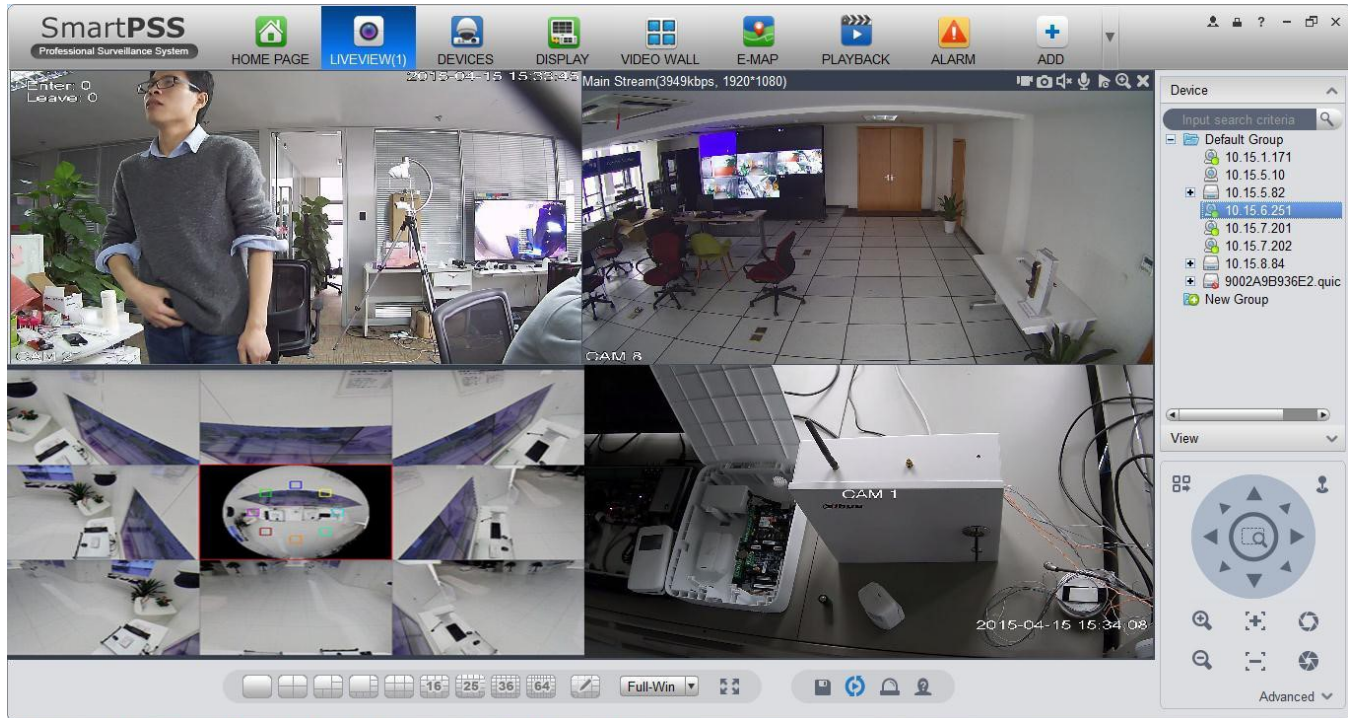 SmartPSS
Professional Surveillance System
HOME PAGE
LIVEVIEW(1)
DEVICES
DISPLAY
VIDEO WALL
E-MAP
PLAYBACK
ALARM
ADD
Enter: 0
Leave: 0
2015-04-15 15:33:45
CAM 2
Main Stream(3949kbps, 1920*1080)
CAM 8
CAM 1
2015-04-15 15:34:08
Device
Input search criteria
Default Group
10.15.1.171
10.15.5.10
10.15.5.82
10.15.6.251
10.15.7.201
10.15.7.202
10.15.8.84
9002A9B936E2.quic
New Group
View
Advanced
16 25 36 64
Full-Win